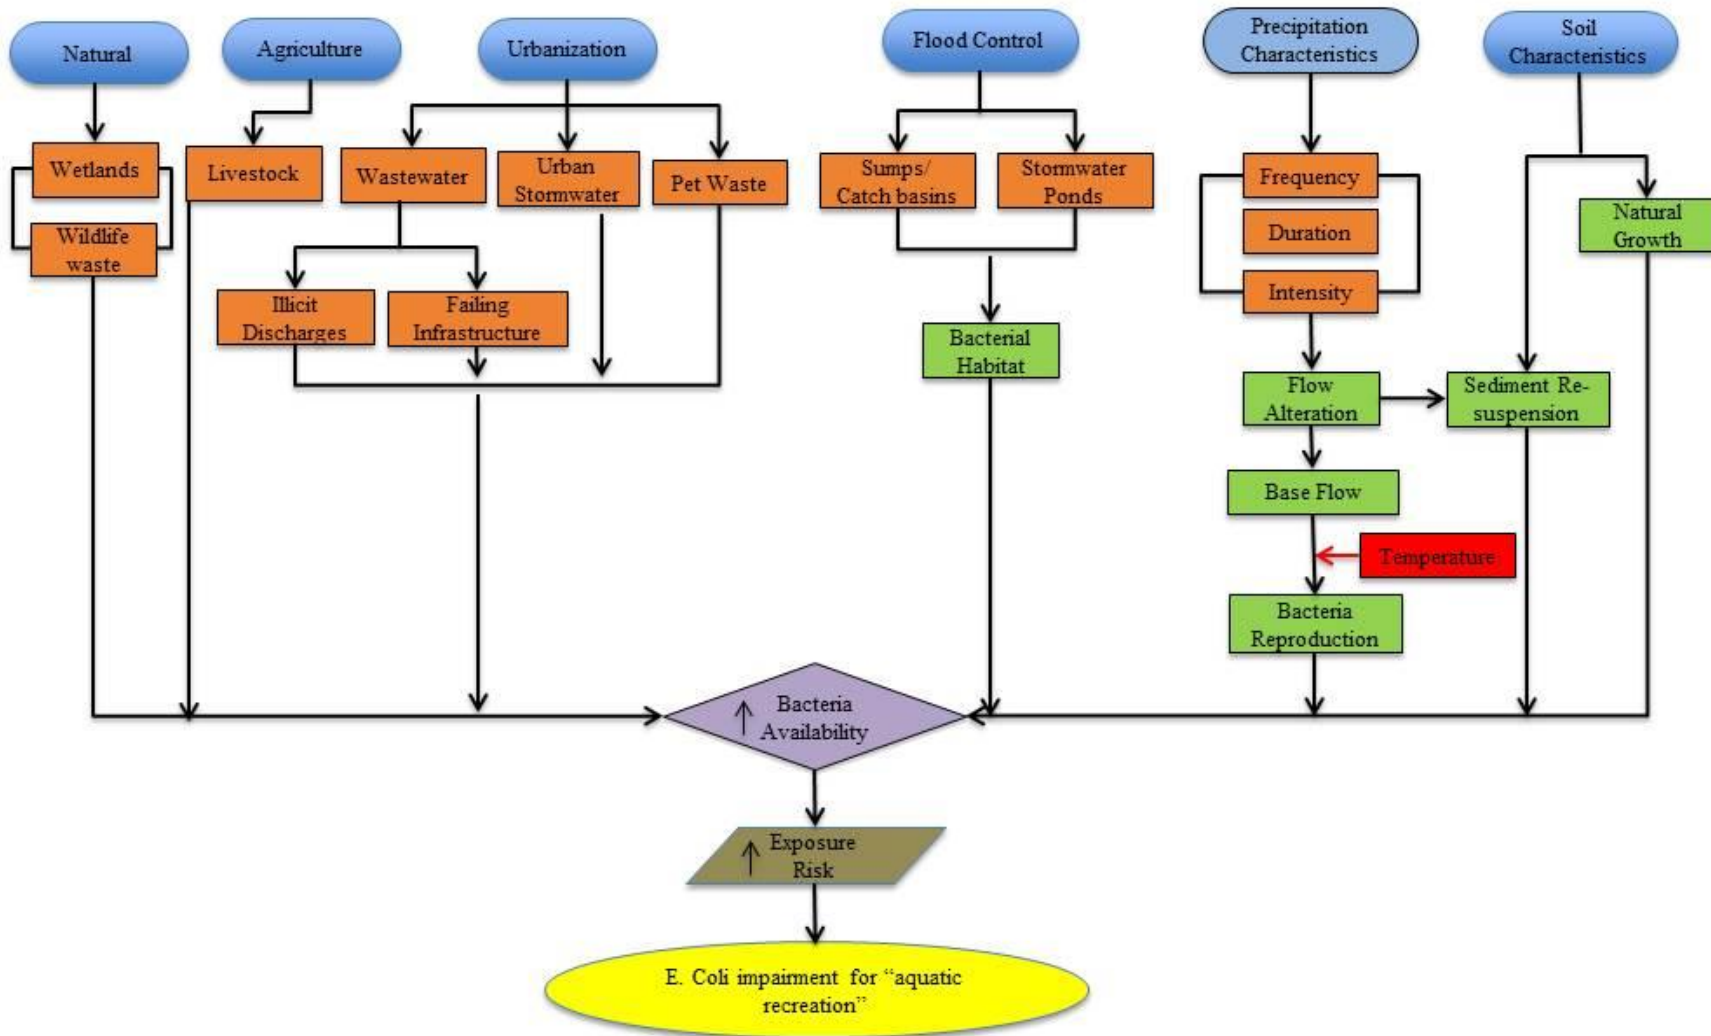 Natural
Agriculture
Urbanization
Flood Control
Precipitation
Characteristics
Soil
Characteristics
Wetlands
Livestock
Wastewater
Urban
Stormwater
Pet Waste
Sumps/
Catch basins
Stormwater
Ponds
Frequency
Natural
Growth
Wildlife
waste
Duration
Illicit
Discharges
Failing
Infrastructure
Intensity
Bacterial
Habitat
Flow
Alteration
Sediment Re-
suspension
Base Flow
Temperature
Bacteria
Reproduction
↑ Bacteria
Availability
↑ Exposure
Risk
E. Coli impairment for “aquatic
recreation”